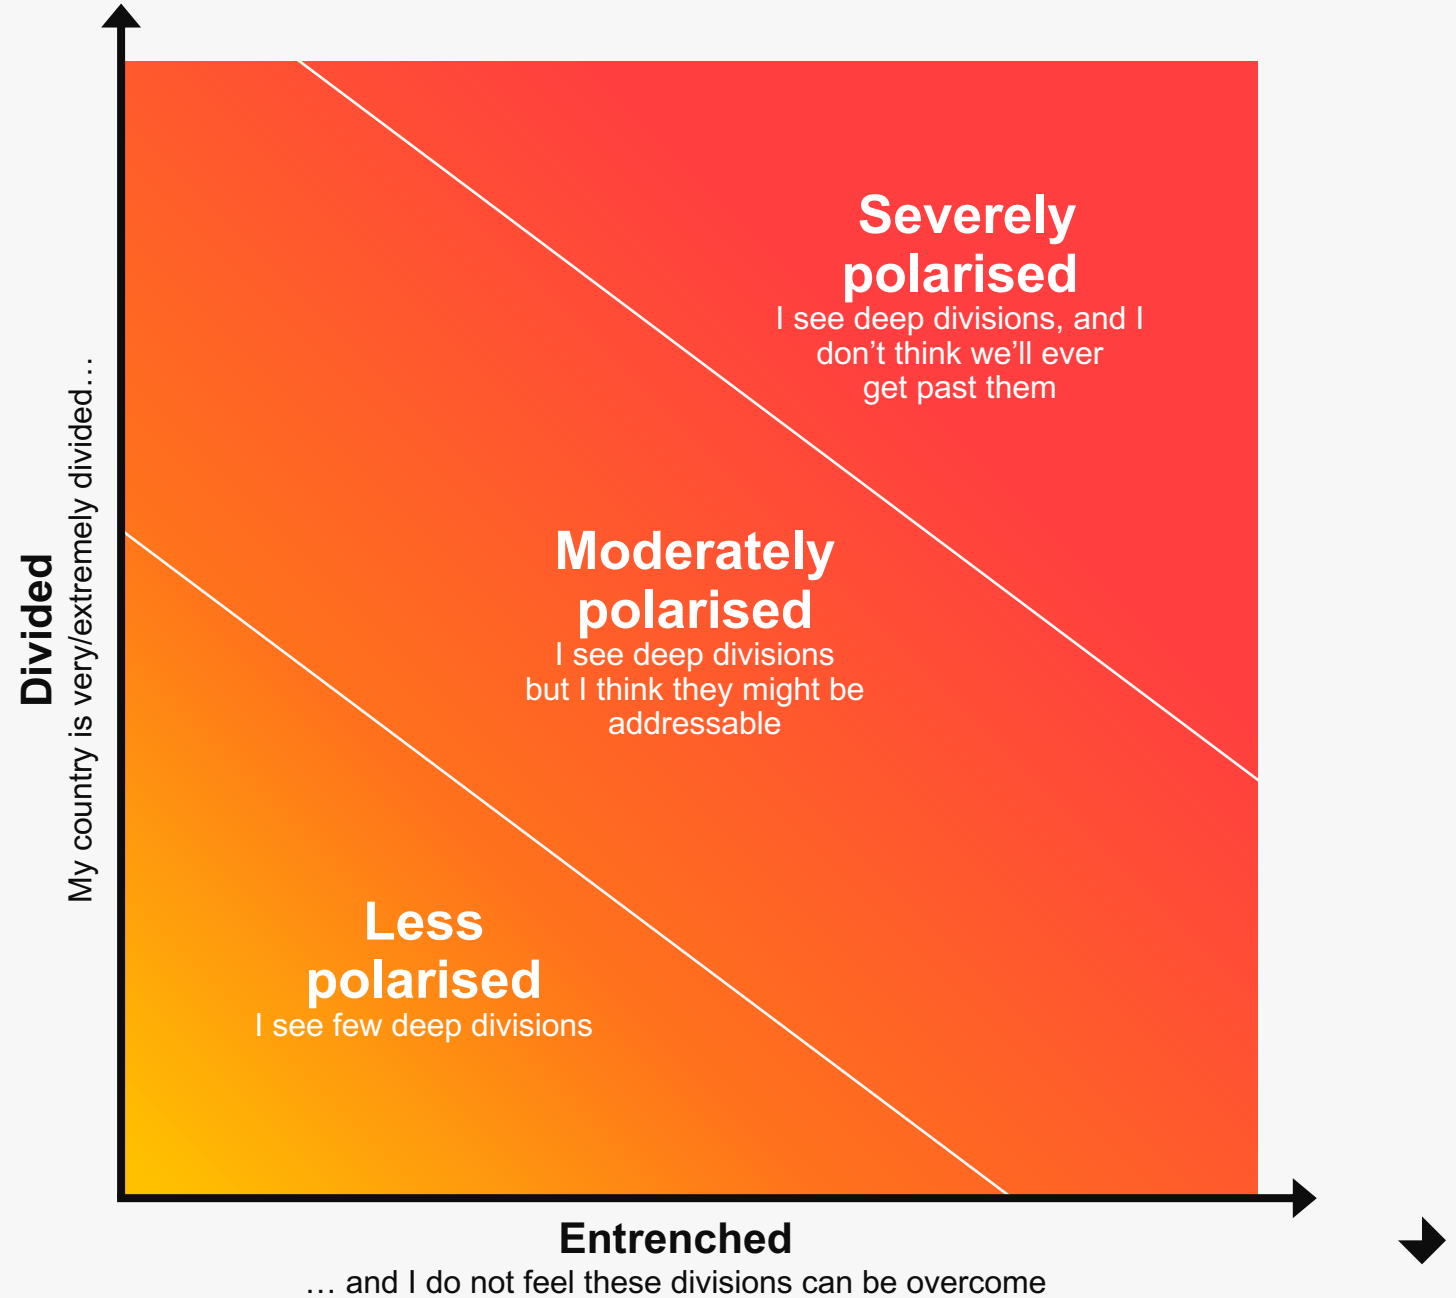 Severely
polarised
I see deep divisions, and I
don’t think we’ll ever
get past them
Divided
My country is very/extremely divided…
Moderately
polarised
I see deep divisions
but I think they might be
addressable
Less
polarised
I see few deep divisions
Entrenched
… and I do not feel these divisions can be overcome